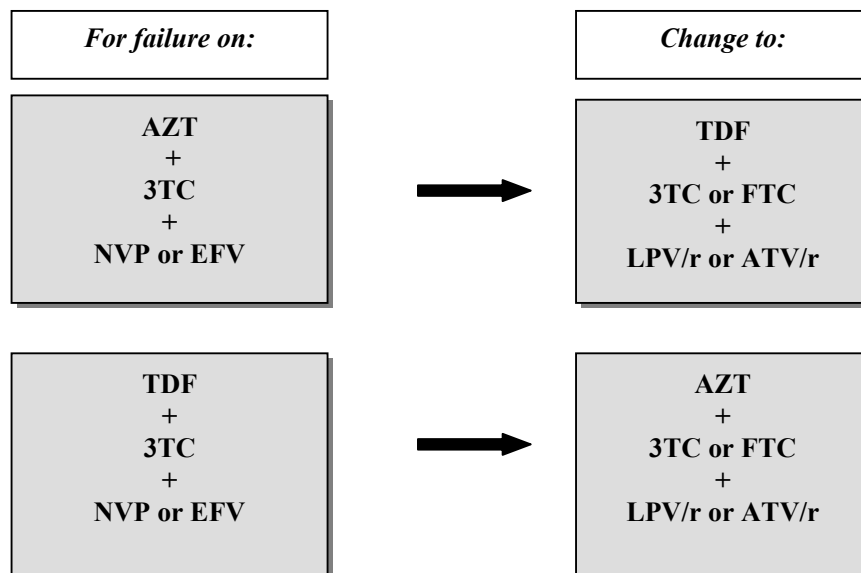 For failure on:
Change to:
AZT
+
3TC
+
NVP or EFV
TDF
+
3TC or FTC
+
LPV/r or ATV/r
TDF
+
3TC
+
NVP or EFV
AZT
+
3TC or FTC
+
LPV/r or ATV/r